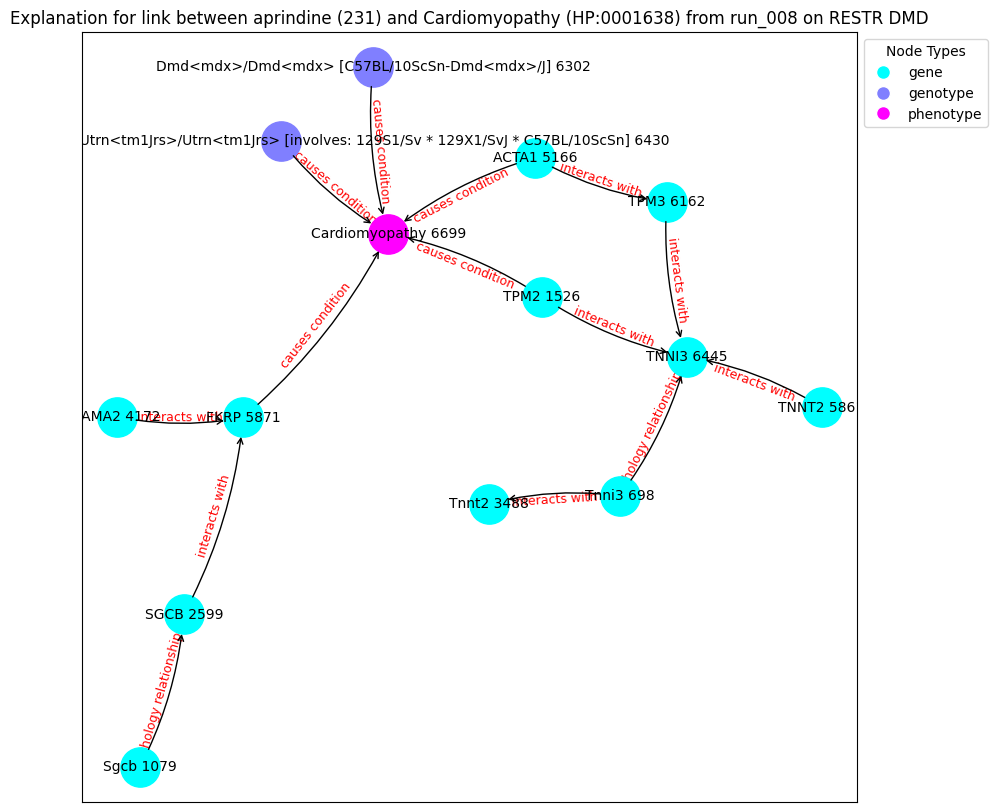 Explanation for link between aprindine (231) and Cardiomyopathy (HP:0001638) from run_008 on RESTR DMD
Node Types
gene
genotype
phenotype
Dmd<mdx>/Dmd<mdx> [C57BL/10ScSn-Dmd<mdx>/J] 6302
causes condition
Utrn<tm1Jrs>/Utrn<tm1Jrs> [involves: 129S1/Sv * 129X1/SvJ * C57BL/10ScSn] 6430
causes condition
ACTA1 5166
causes condition
interacts with
TPM3 6162
Cardiomyopathy 6699
causes condition
interacts with
TPM2 1526
interacts with
causes condition
TNNI3 6445
interacts with
TNNT2 586
AMA2 4172
interacts with
FKRP 5871
hology relationship
Tnni3 698
interacts with
Tnnt2 3488
interacts with
SGCB 2599
hology relationship
Sgcb 1079